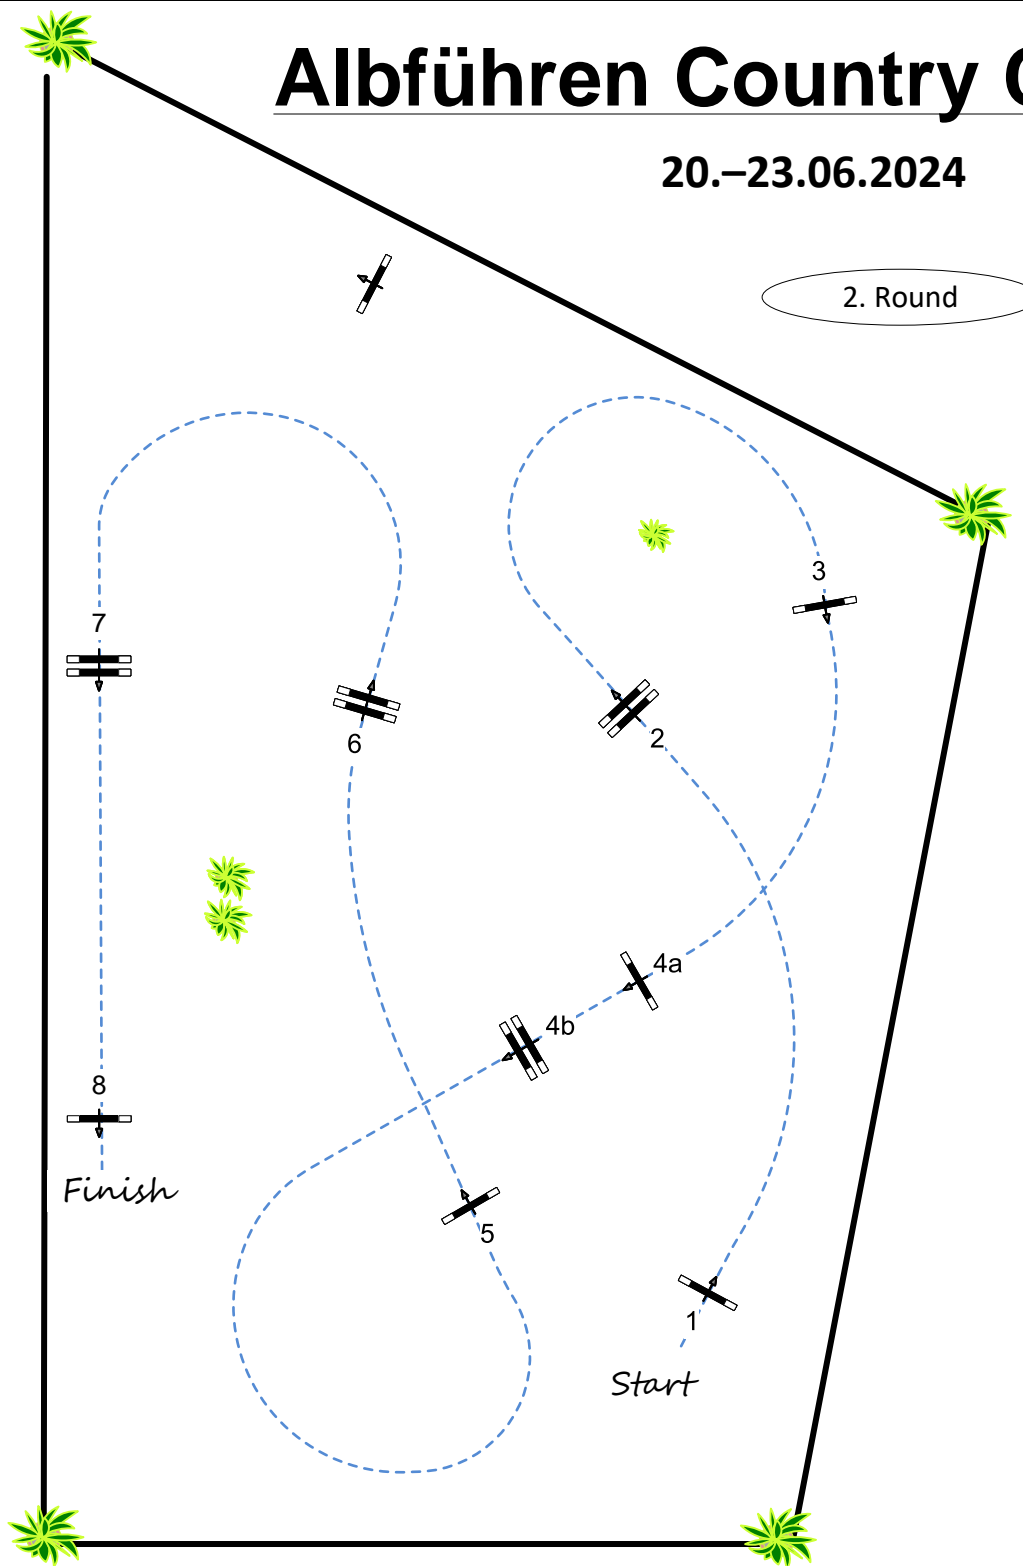 Albführen Country
20.–23.06.2024
2. Round
3
7
2
6
4a
4b
8
Finish
5
1
Start